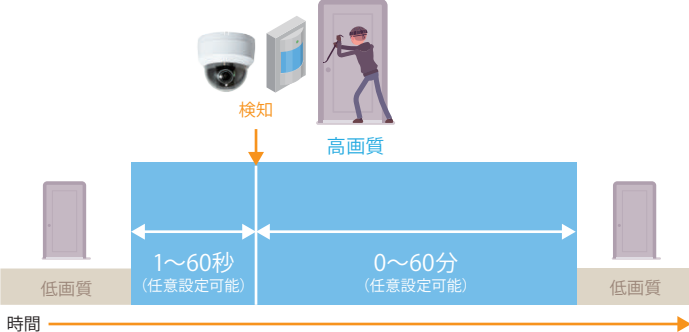 検知
高画質
1〜60秒
（任意設定可能）
0〜60分
（任意設定可能）
低画質
低画質
時間